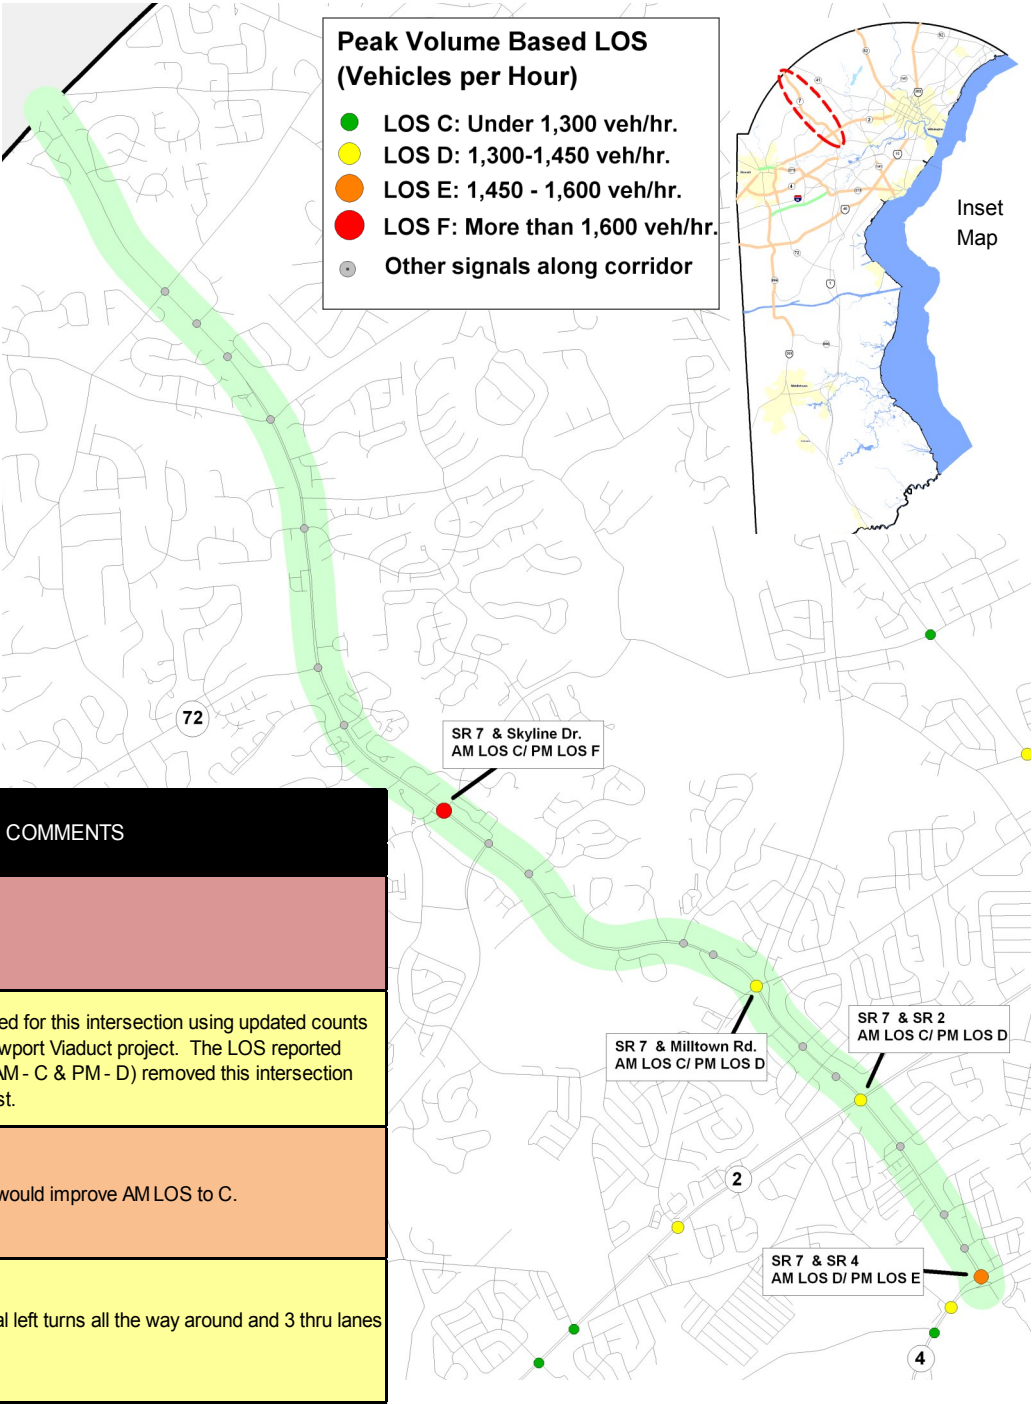 Peak Volume Based LOS
(Vehicles per Hour)
LOS C: Under 1,300 veh/hr.
LOS D: 1,300-1,450 veh/hr.
LOS E: 1,450 - 1,600 veh/hr.
LOS F: More than 1,600 veh/hr.
Other signals along corridor
Inset
Map
72
SR 7 & Skyline Dr.
AM LOS C/ PM LOS F
COMMENTS
ed for this intersection using updated counts
wport Viaduct project. The LOS reported
AM - C & PM - D) removed this intersection
st.
would improve AM LOS to C.
al left turns all the way around and 3 thru lanes
SR 7 & Milltown Rd.
AM LOS C/ PM LOS D
SR 7 & SR 2
AM LOS C/ PM LOS D
2
SR 7 & SR 4
AM LOS D/ PM LOS E
4